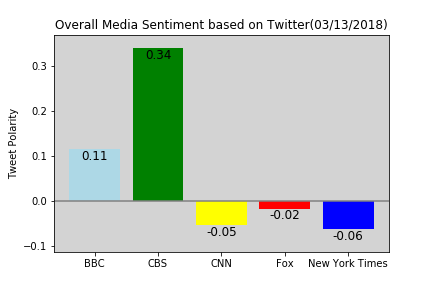 Overall Media Sentiment based on Twitter(03/13/2018)
Tweet Polarity
0.3
0.2
0.1
0.0
−0.1
0.11
0.34
-0.05
-0.02
-0.06
BBC
CBS
CNN
Fox
New York Times